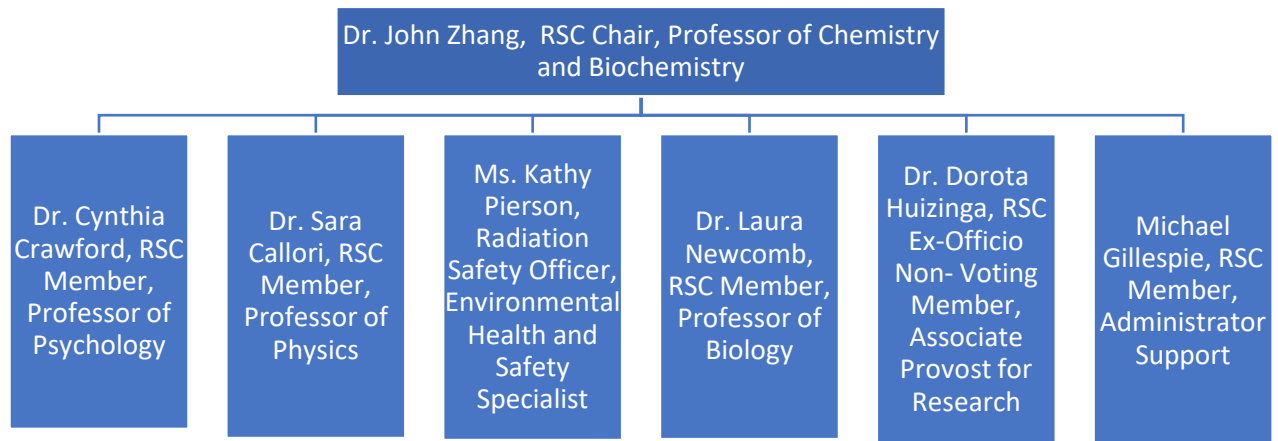 Dr. John Zhang,  RSC Chair, Professor of Chemistry
and Biochemistry
Dr. Cynthia
Crawford, RSC
Member,
Professor of
Psychology
Dr. Sara
Callori, RSC
Member,
Professor of
Physics
Ms. Kathy
Pierson,
Radiation
Safety Officer,
Environmental
Health and
Safety
Specialist
Dr. Laura
Newcomb,
RSC Member,
Professor of
Biology
Dr. Dorota
Huizinga, RSC
Ex-Officio
Non- Voting
Member,
Associate
Provost for
Research
Michael
Gillespie, RSC
Member,
Administrator
Support